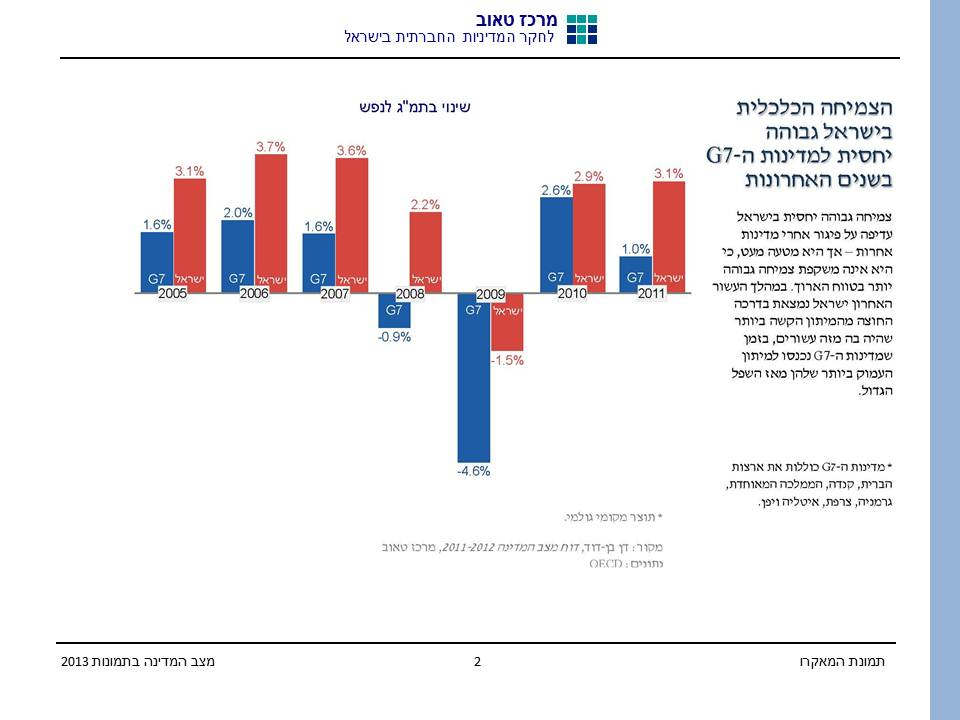 מרכז טאוב
לחקר המדיניות החברתית בישראל
הצמיחה הכלכלית
בישראל גבוהה
יחסית למדינות ה-G7
בשנים האחרונות
צמיחה גבוהה יחסית בישראל
עדיפה על פיגור אחרי מדינות
אחרות – אך היא מטעה מעט, כי
היא אינה משקפת צמיחה גבוהה
יותר בטווח הארוך. במהלך העשור
האחרון ישראל נמצאת בדרכה
החוצה מהמיתון הקשה ביותר
שהיה בה מזה עשורים, בזמן
שמדינות ה-G7 נכנסו למיתון
העמוק ביותר שלהן מאז השפל
הגדול.
* מדינות ה-G7 כוללות את ארצות
הברית, קנדה, הממלכה המאוחדת,
גרמניה, צרפת, איטליה ויפן.
שינוי בתמ"ג לנפש
1.6% 3.1% 2.0% 3.7% 1.6% 3.6% 2.2% 2.6% 2.9% 1.0% 3.1%
G7 ישראל G7 ישראל G7 ישראל ישראל G7 ישראל G7 ישראל
2005 2006 2007 2008 2009 2010 2011
G7 G7 ישראל
-0.9% -1.5%
-4.6%
* תוצר מקומי גולמי.
מקור: דן בן-דוד, דוח מצב המדינה 2011-2012, מרכז טאוב
נתונים: OECD
תמונת המאקרו 2 מצב המדינה בתמונות 2013